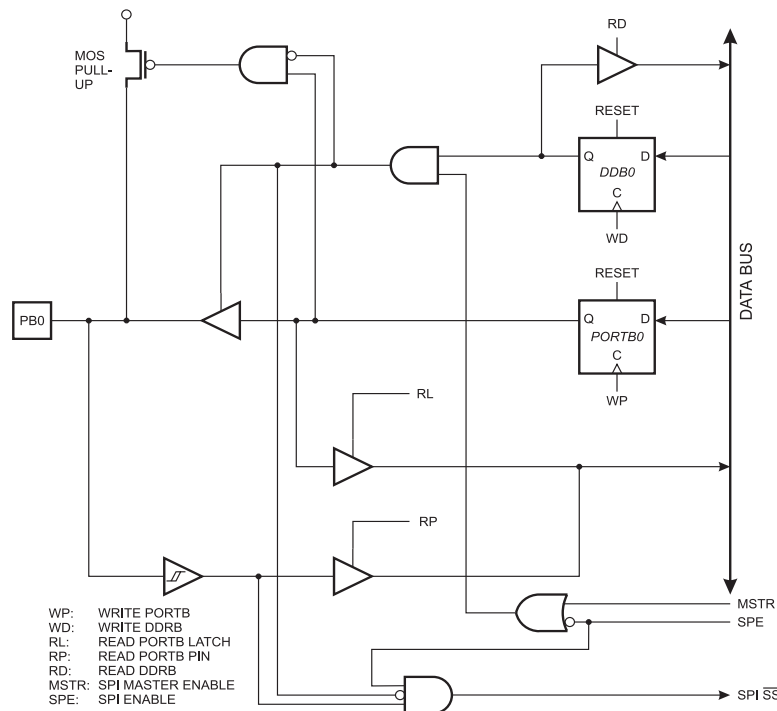 RD
MOS
PULL-
UP
RESET
Q
D
DDB0
C
WD
RESET
DATA BUS
PB0
Q
D
PORTB0
C
WP
RL
RP
WP: WRITE PORTB
WD: WRITE DDRB
RL: READ PORTB LATCH
RP: READ PORTB PIN
RD: READ DDRB
MSTR: SPI MASTER ENABLE
SPE: SPI ENABLE
MSTR
SPE
SPI S̅S̅